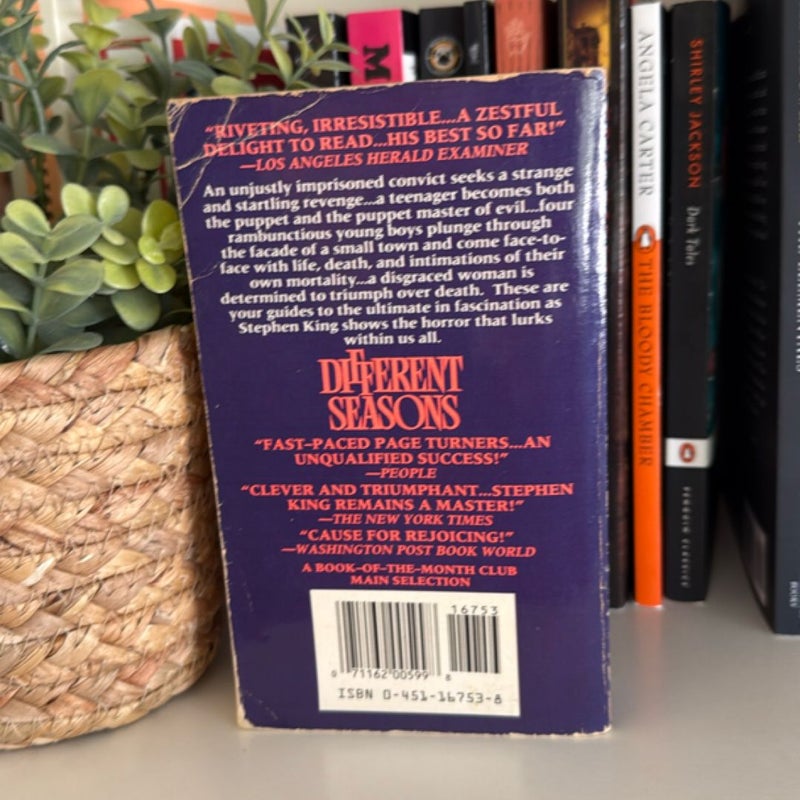 "RIVETING, IRRESISTIBLE...A ZESTFUL
DELIGHT TO READ...HIS BEST SO FAR!"
—LOS ANGELES HERALD EXAMINER
An unjustly imprisoned convict seeks a strange
and startling revenge...a teenager becomes both
the puppet and the puppet master of evil...four
rambunctious young boys plunge through
the facade of a small town and come face-to-
face with life, death, and intimations of their
own mortality...a disgraced woman is
determined to triumph over death. These are
your guides to the ultimate in fascination as
Stephen King shows the horror that lurks
within us all.
DIFFERENT
SEASONS
"FAST-PACED PAGE TURNERS...AN
UNQUALIFIED SUCCESS!"
—PEOPLE
"CLEVER AND TRIUMPHANT...STEPHEN
KING REMAINS A MASTER!"
—THE NEW YORK TIMES
"CAUSE FOR REJOICING!"
—WASHINGTON POST BOOK WORLD
A BOOK-OF-THE-MONTH CLUB
MAIN SELECTION
16753
0 71162 00599 8
ISBN 0-451-16753-8
M
ANGELA CARTER THE BLOODY CHAMBER
SHIRLEY JACKSON Dark Tales
PENGUIN CLASSICS
BOOKS